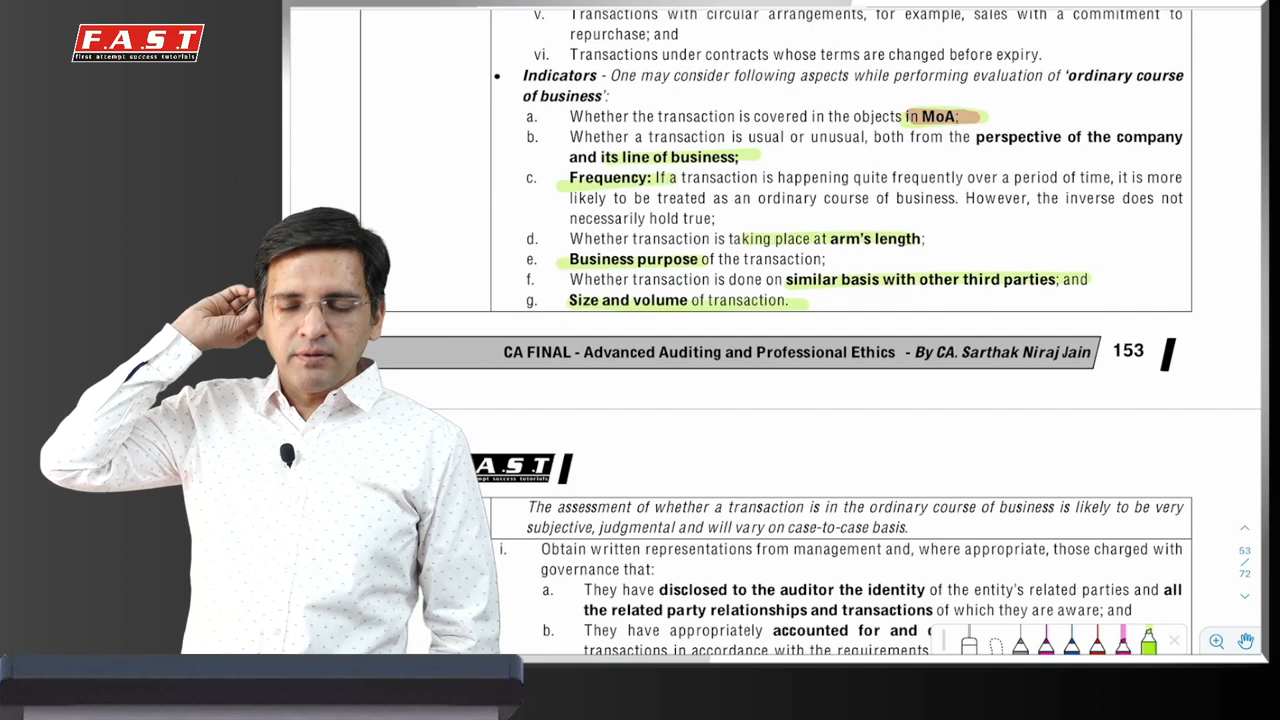 F.A.S.T
first attempt success tutorials
v. Transactions with circular arrangements, for example, sales with a commitment to
repurchase; and
vi. Transactions under contracts whose terms are changed before expiry.
• Indicators - One may consider following aspects while performing evaluation of ‘ordinary course
of business’:
a. Whether the transaction is covered in the objects in MoA;
b. Whether a transaction is usual or unusual, both from the perspective of the company
and its line of business;
c. Frequency: If a transaction is happening quite frequently over a period of time, it is more
likely to be treated as an ordinary course of business. However, the inverse does not
necessarily hold true;
d. Whether transaction is taking place at arm’s length;
e. Business purpose of the transaction;
f. Whether transaction is done on similar basis with other third parties; and
g. Size and volume of transaction.
CA FINAL - Advanced Auditing and Professional Ethics - By CA. Sarthak Niraj Jain 153
A.S.T
The assessment of whether a transaction is in the ordinary course of business is likely to be very
subjective, judgmental and will vary on case-to-case basis.
i. Obtain written representations from management and, where appropriate, those charged with
governance that:
a. They have disclosed to the auditor the identity of the entity’s related parties and all
the related party relationships and transactions of which they are aware; and
b. They have appropriately accounted for and
transactions in accordance with the requirements
53
/
72